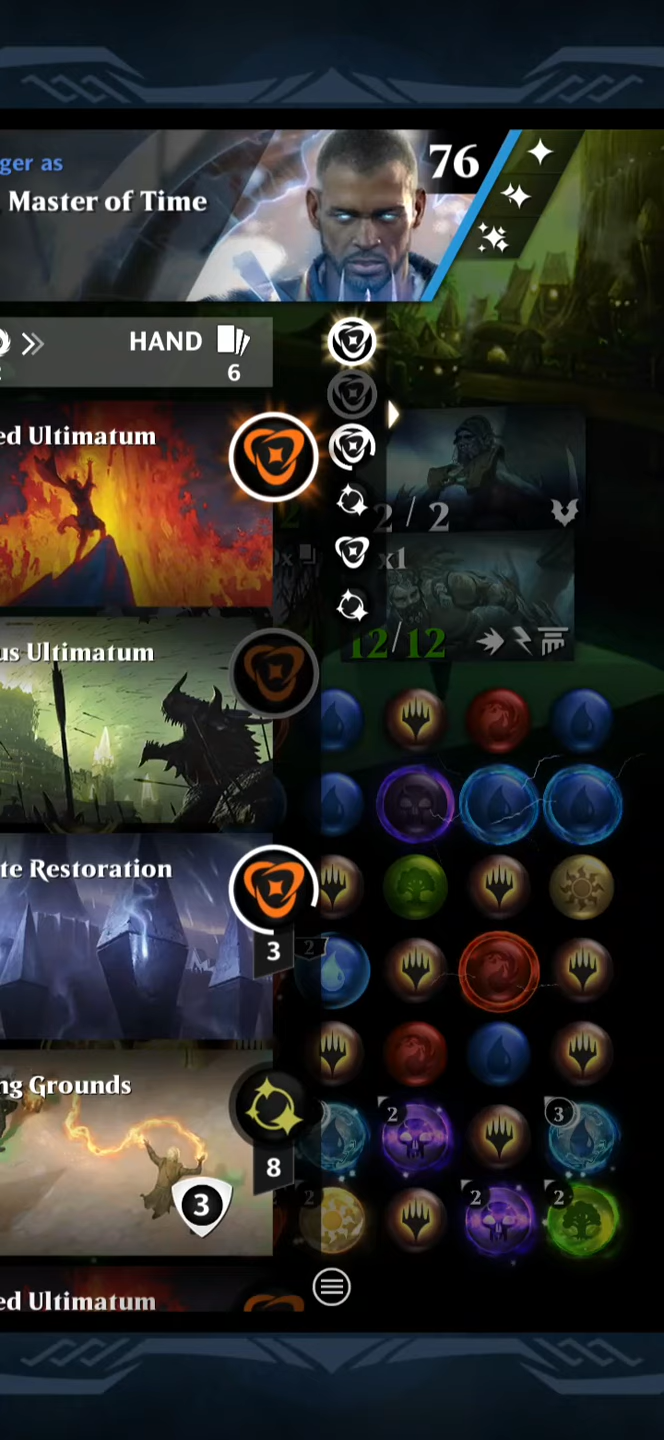 ger as
76
Master of Time
HAND
6
ed Ultimatum
2 / 2
x1
12/12
us Ultimatum
te Restoration
3
2
ng Grounds
8
3
2
3
2
2
2
ed Ultimatum